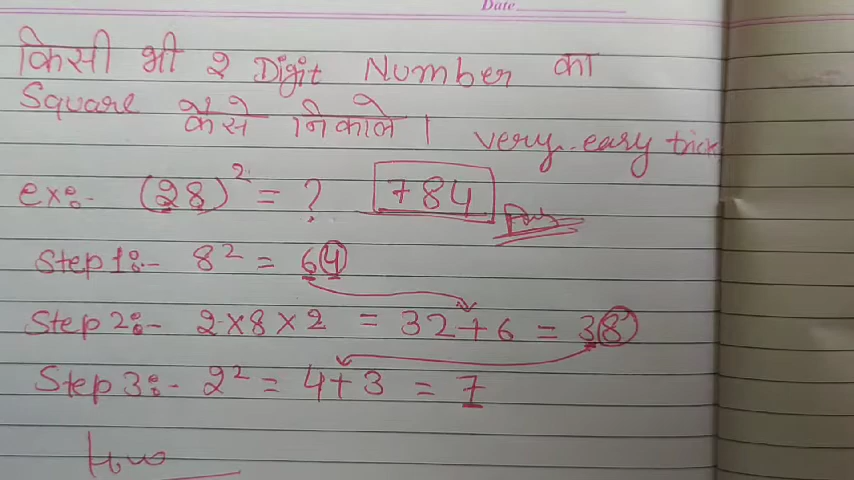 Date
किसी भी 2 Digit Number का
Square कैसे निकाले । very easy trick
ex:- (28)² = ? 784 Ans
Step 1:- 8² = 64
Step 2:- 2×8×2 = 32+6 = 38
Step 3:- 2² = 4+3 = 7